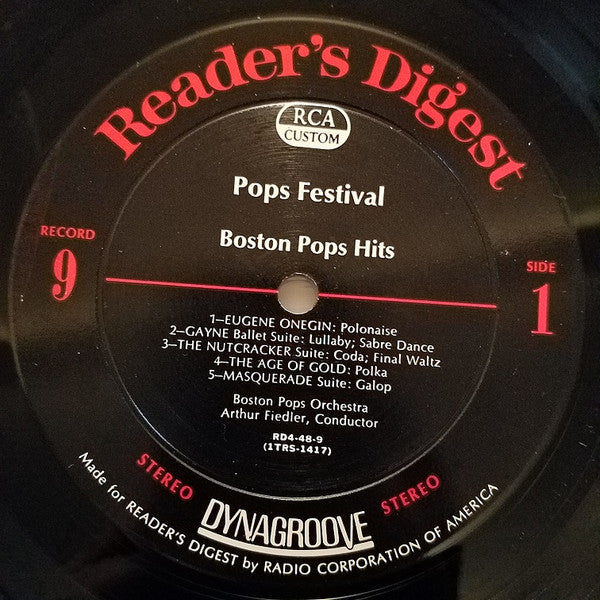 Reader's Digest
RCA
CUSTOM
Pops Festival
Boston Pops Hits
RECORD
9
SIDE
1
1—EUGENE ONEGIN: Polonaise
2—GAYNE Ballet Suite: Lullaby; Sabre Dance
3—THE NUTCRACKER Suite: Coda; Final Waltz
4—THE AGE OF GOLD: Polka
5—MASQUERADE Suite: Galop
Boston Pops Orchestra
Arthur Fiedler, Conductor
RD4-48-9
(1TRS-1417)
STEREO
DYNAGROOVE
STEREO
Made for READER'S DIGEST by RADIO CORPORATION OF AMERICA